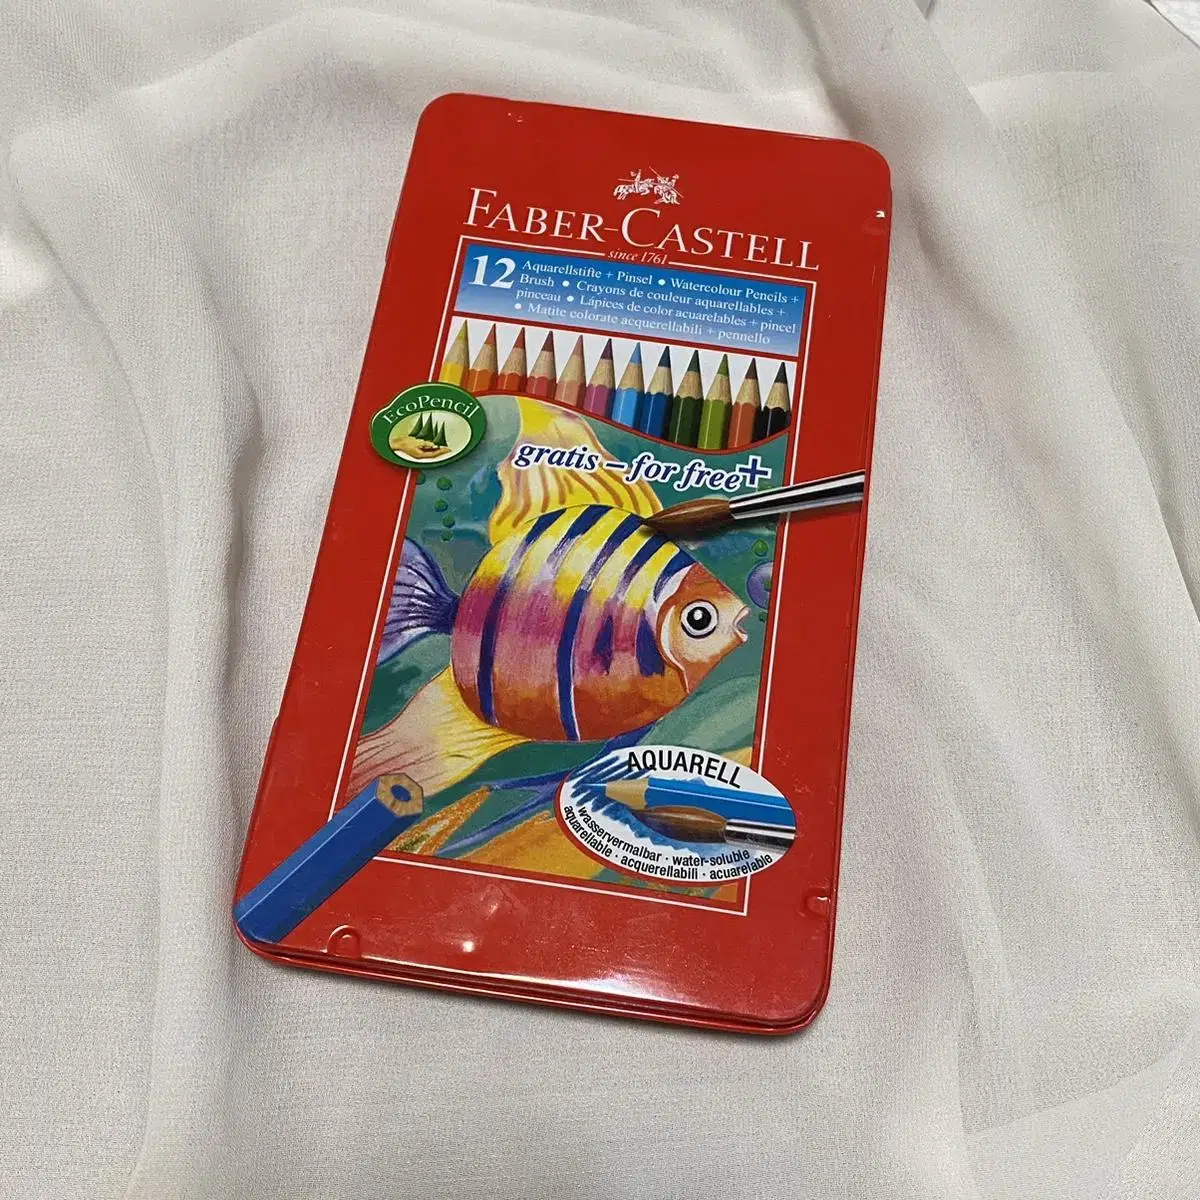 FABER-CASTELL
since 1761
12 Aquarellstifte + Pinsel • Watercolour Pencils +
Brush • Crayons de couleur aquarellables +
pinceau • Lápices de color acuarelables + pincel
• Matite colorate acquerellabili + pennello
EcoPencil
gratis – for free+
AQUARELL
wasservermalbar · water-soluble
aquarellable · acquerellabili · acuarelable